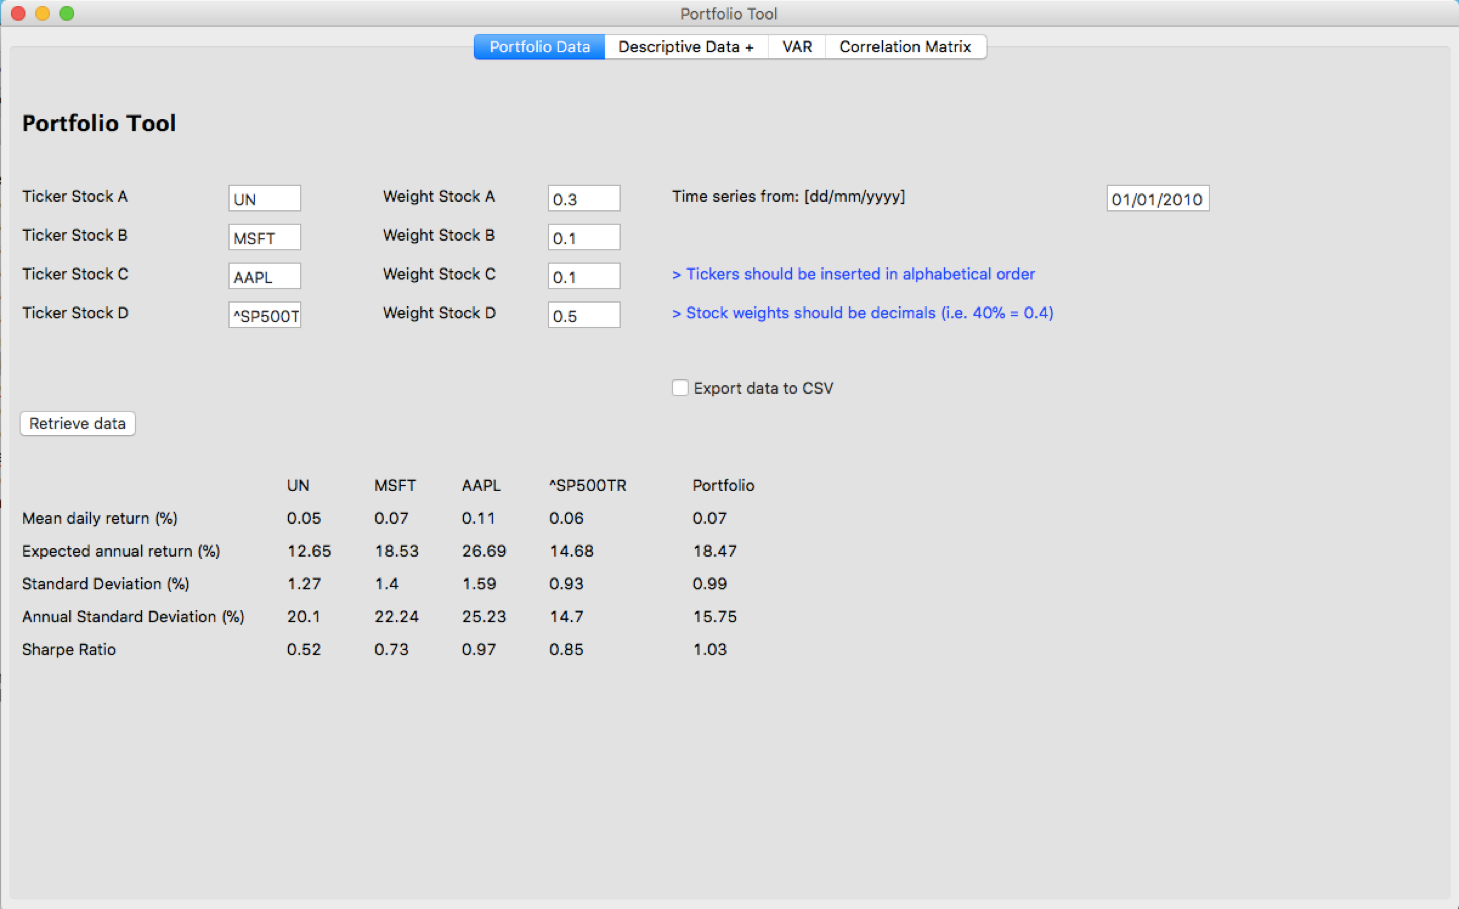 Portfolio Tool
Portfolio Data Descriptive Data + VAR Correlation Matrix
Portfolio Tool
Ticker Stock A UN Weight Stock A 0.3 Time series from: [dd/mm/yyyy] 01/01/2010
Ticker Stock B MSFT Weight Stock B 0.1
Ticker Stock C AAPL Weight Stock C 0.1 > Tickers should be inserted in alphabetical order
Ticker Stock D ^SP500T Weight Stock D 0.5 > Stock weights should be decimals (i.e. 40% = 0.4)
Export data to CSV
Retrieve data
UN MSFT AAPL ^SP500TR Portfolio
Mean daily return (%) 0.05 0.07 0.11 0.06 0.07
Expected annual return (%) 12.65 18.53 26.69 14.68 18.47
Standard Deviation (%) 1.27 1.4 1.59 0.93 0.99
Annual Standard Deviation (%) 20.1 22.24 25.23 14.7 15.75
Sharpe Ratio 0.52 0.73 0.97 0.85 1.03